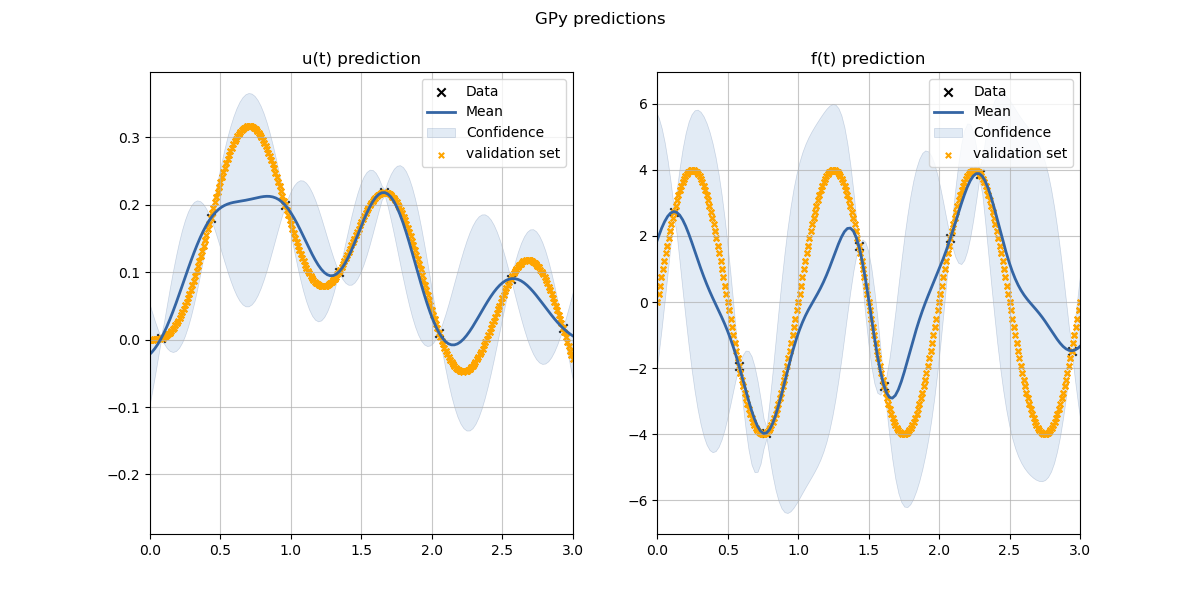 GPy predictions
u(t) prediction
Data
Mean
Confidence
validation set
0.3
0.2
0.1
0.0
−0.1
−0.2
0.0 0.5 1.0 1.5 2.0 2.5 3.0
f(t) prediction
Data
Mean
Confidence
validation set
6
4
2
0
−2
−4
−6
0.0 0.5 1.0 1.5 2.0 2.5 3.0